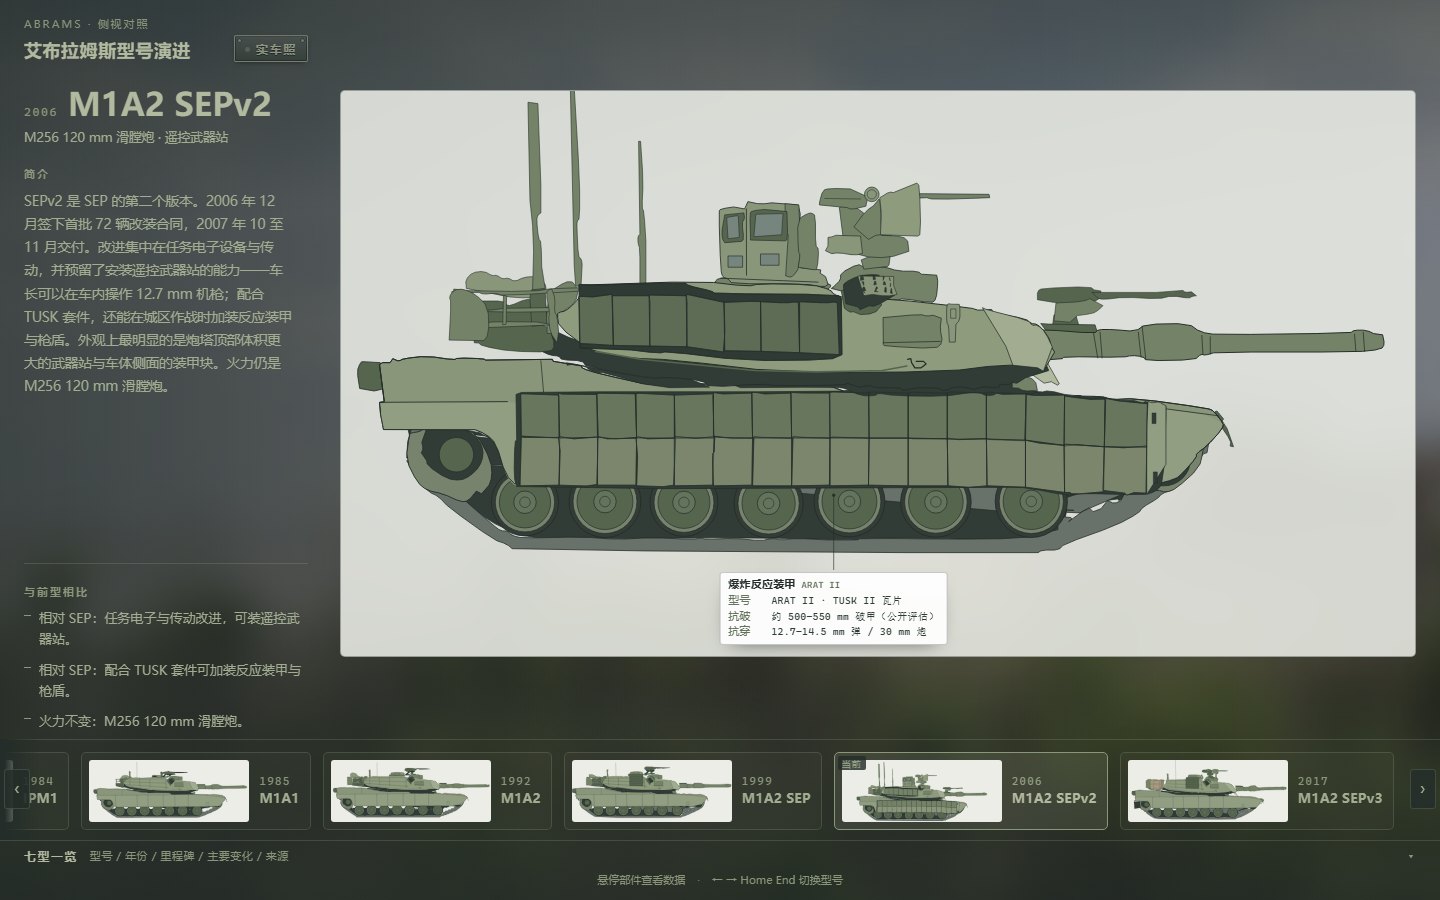 ABRAMS · 侧视对照
艾布拉姆斯型号演进
实车照
2006 M1A2 SEPv2
M256 120 mm 滑膛炮 · 遥控武器站
简介
SEPv2 是 SEP 的第二个版本。2006 年 12
月签下首批 72 辆改装合同，2007 年 10 至
11 月交付。改进集中在任务电子设备与传
动，并预留了安装遥控武器站的能力——车
长可以在车内操作 12.7 mm 机枪；配合
TUSK 套件，还能在城区作战时加装反应装甲
与枪盾。外观上最明显的是炮塔顶部体积更
大的武器站与车体侧面的装甲块。火力仍是
M256 120 mm 滑膛炮。
爆炸反应装甲 ARAT II
型号 ARAT II · TUSK II 瓦片
抗破 约 500–550 mm 破甲（公开评估）
抗穿 12.7–14.5 mm 弹 / 30 mm 炮
与前型相比
– 相对 SEP：任务电子与传动改进，可装遥控武
器站。
– 相对 SEP：配合 TUSK 套件可加装反应装甲与
枪盾。
– 火力不变：M256 120 mm 滑膛炮。
‹
984
IPM1
1985
M1A1
1992
M1A2
1999
M1A2 SEP
当前
2006
M1A2 SEPv2
2017
M1A2 SEPv3
›
七型一览 型号 / 年份 / 里程碑 / 主要变化 / 来源
悬停部件查看数据 · ←→ Home End 切换型号